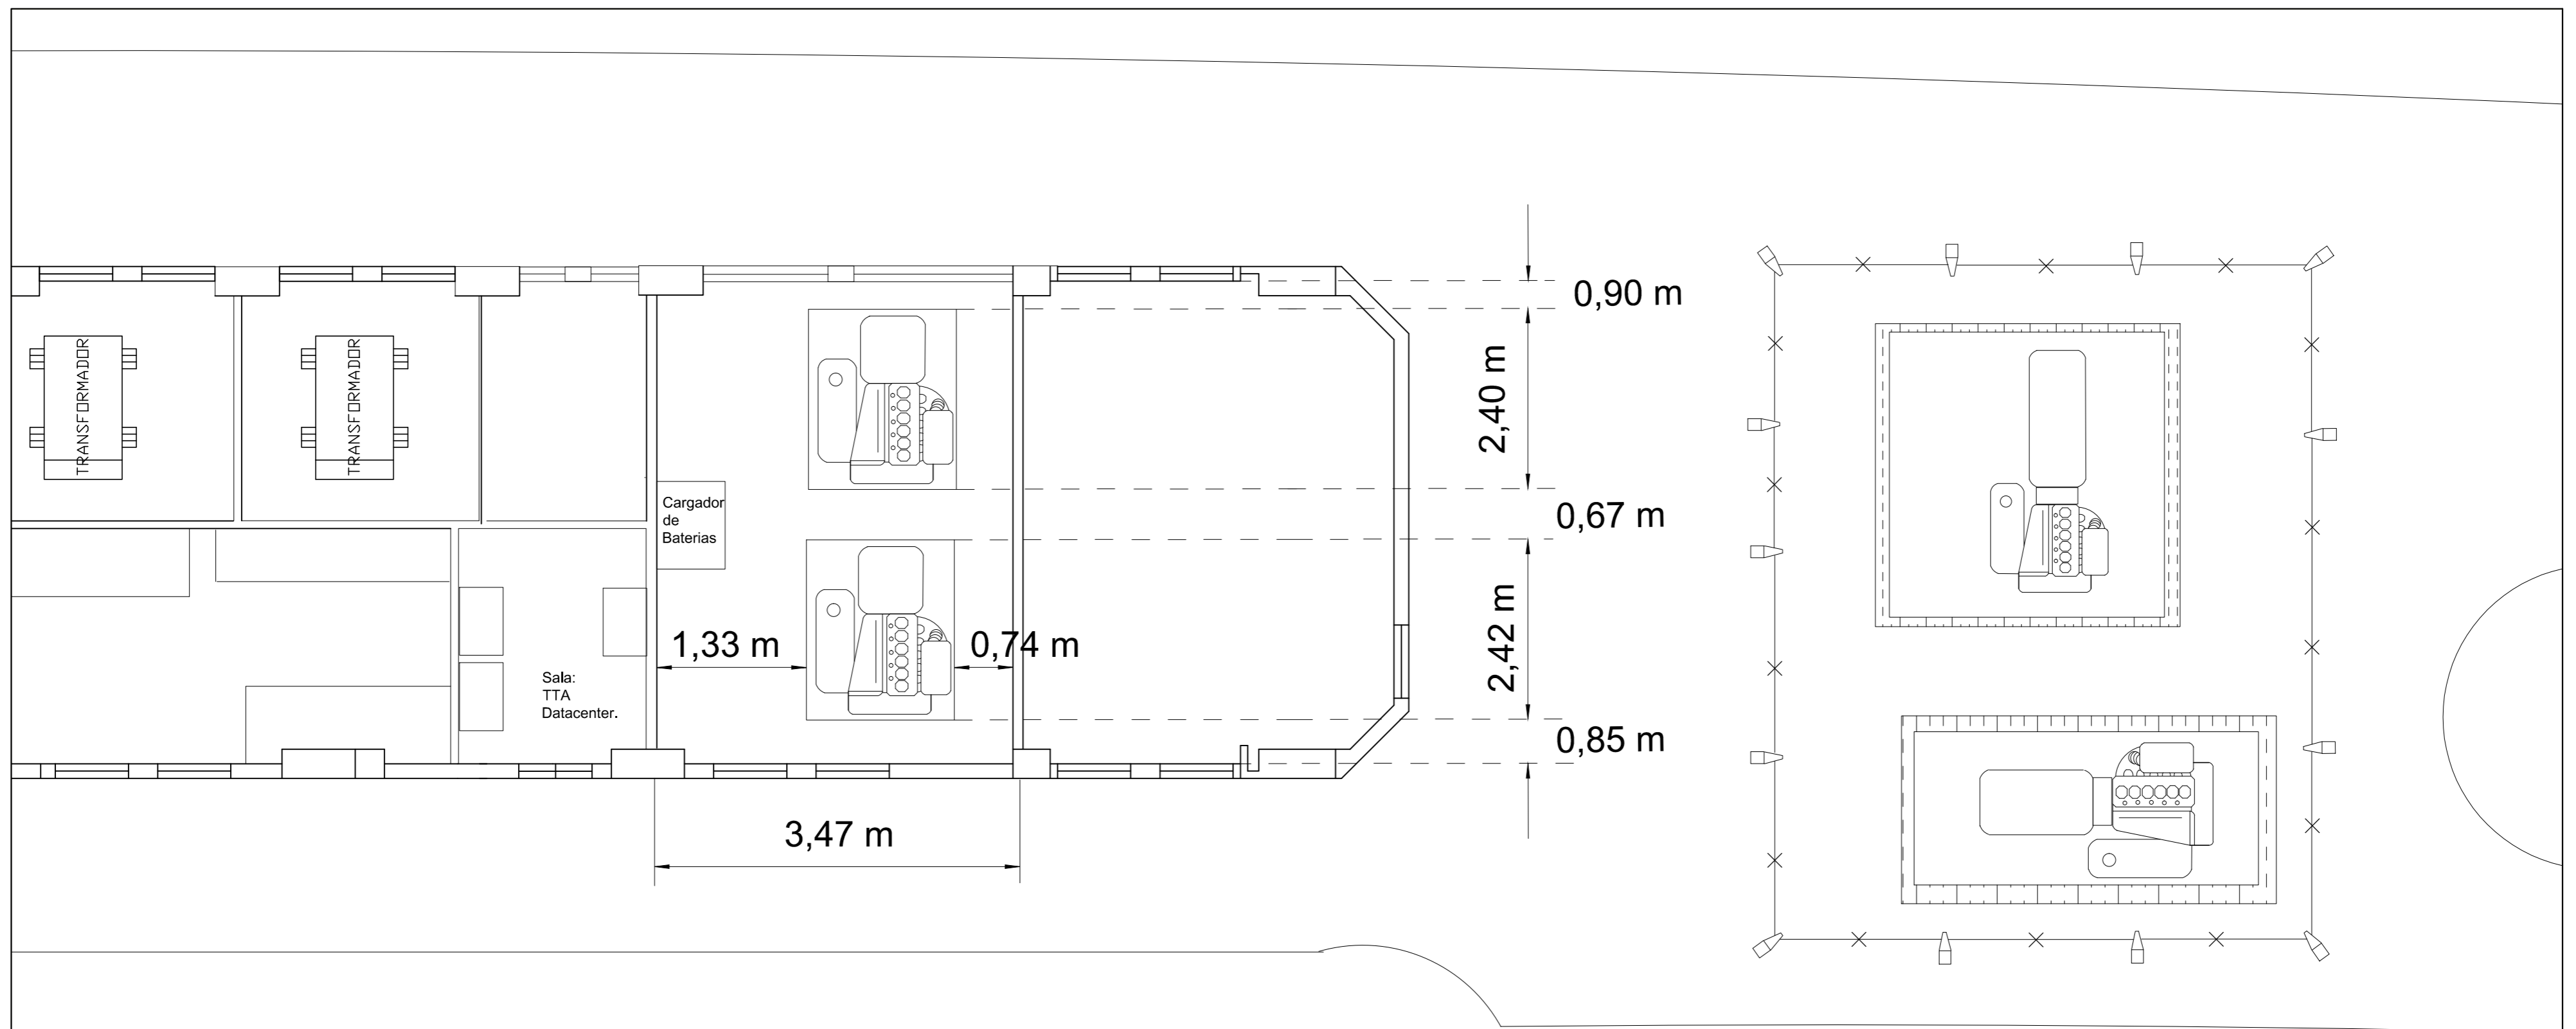 TRANSFORMADOR
TRANSFORMADOR
0,90 m
2,40 m
Cargador
de
Baterias
0,67 m
1,33 m
0,74 m
2,42 m
Sala:
TTA
Datacenter.
0,85 m
3,47 m